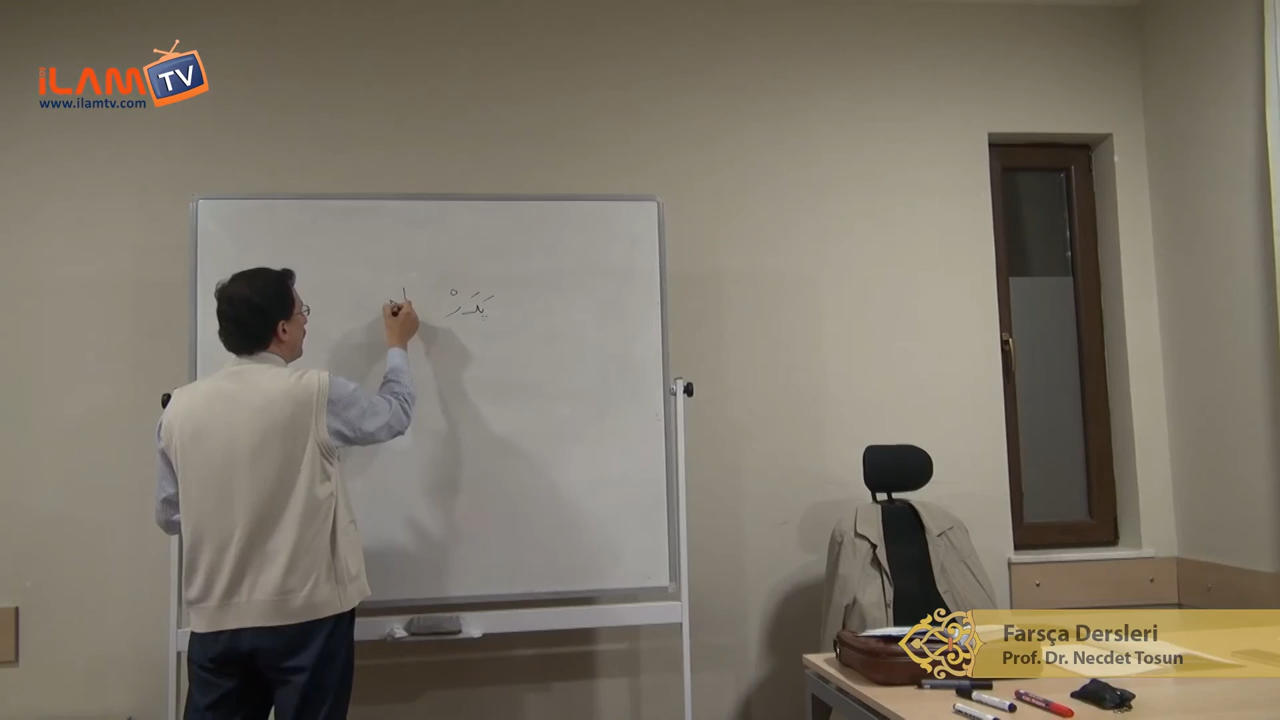 iLAM TV
www.ilamtv.com
پَدَرْ
Farsça Dersleri
Prof. Dr. Necdet Tosun